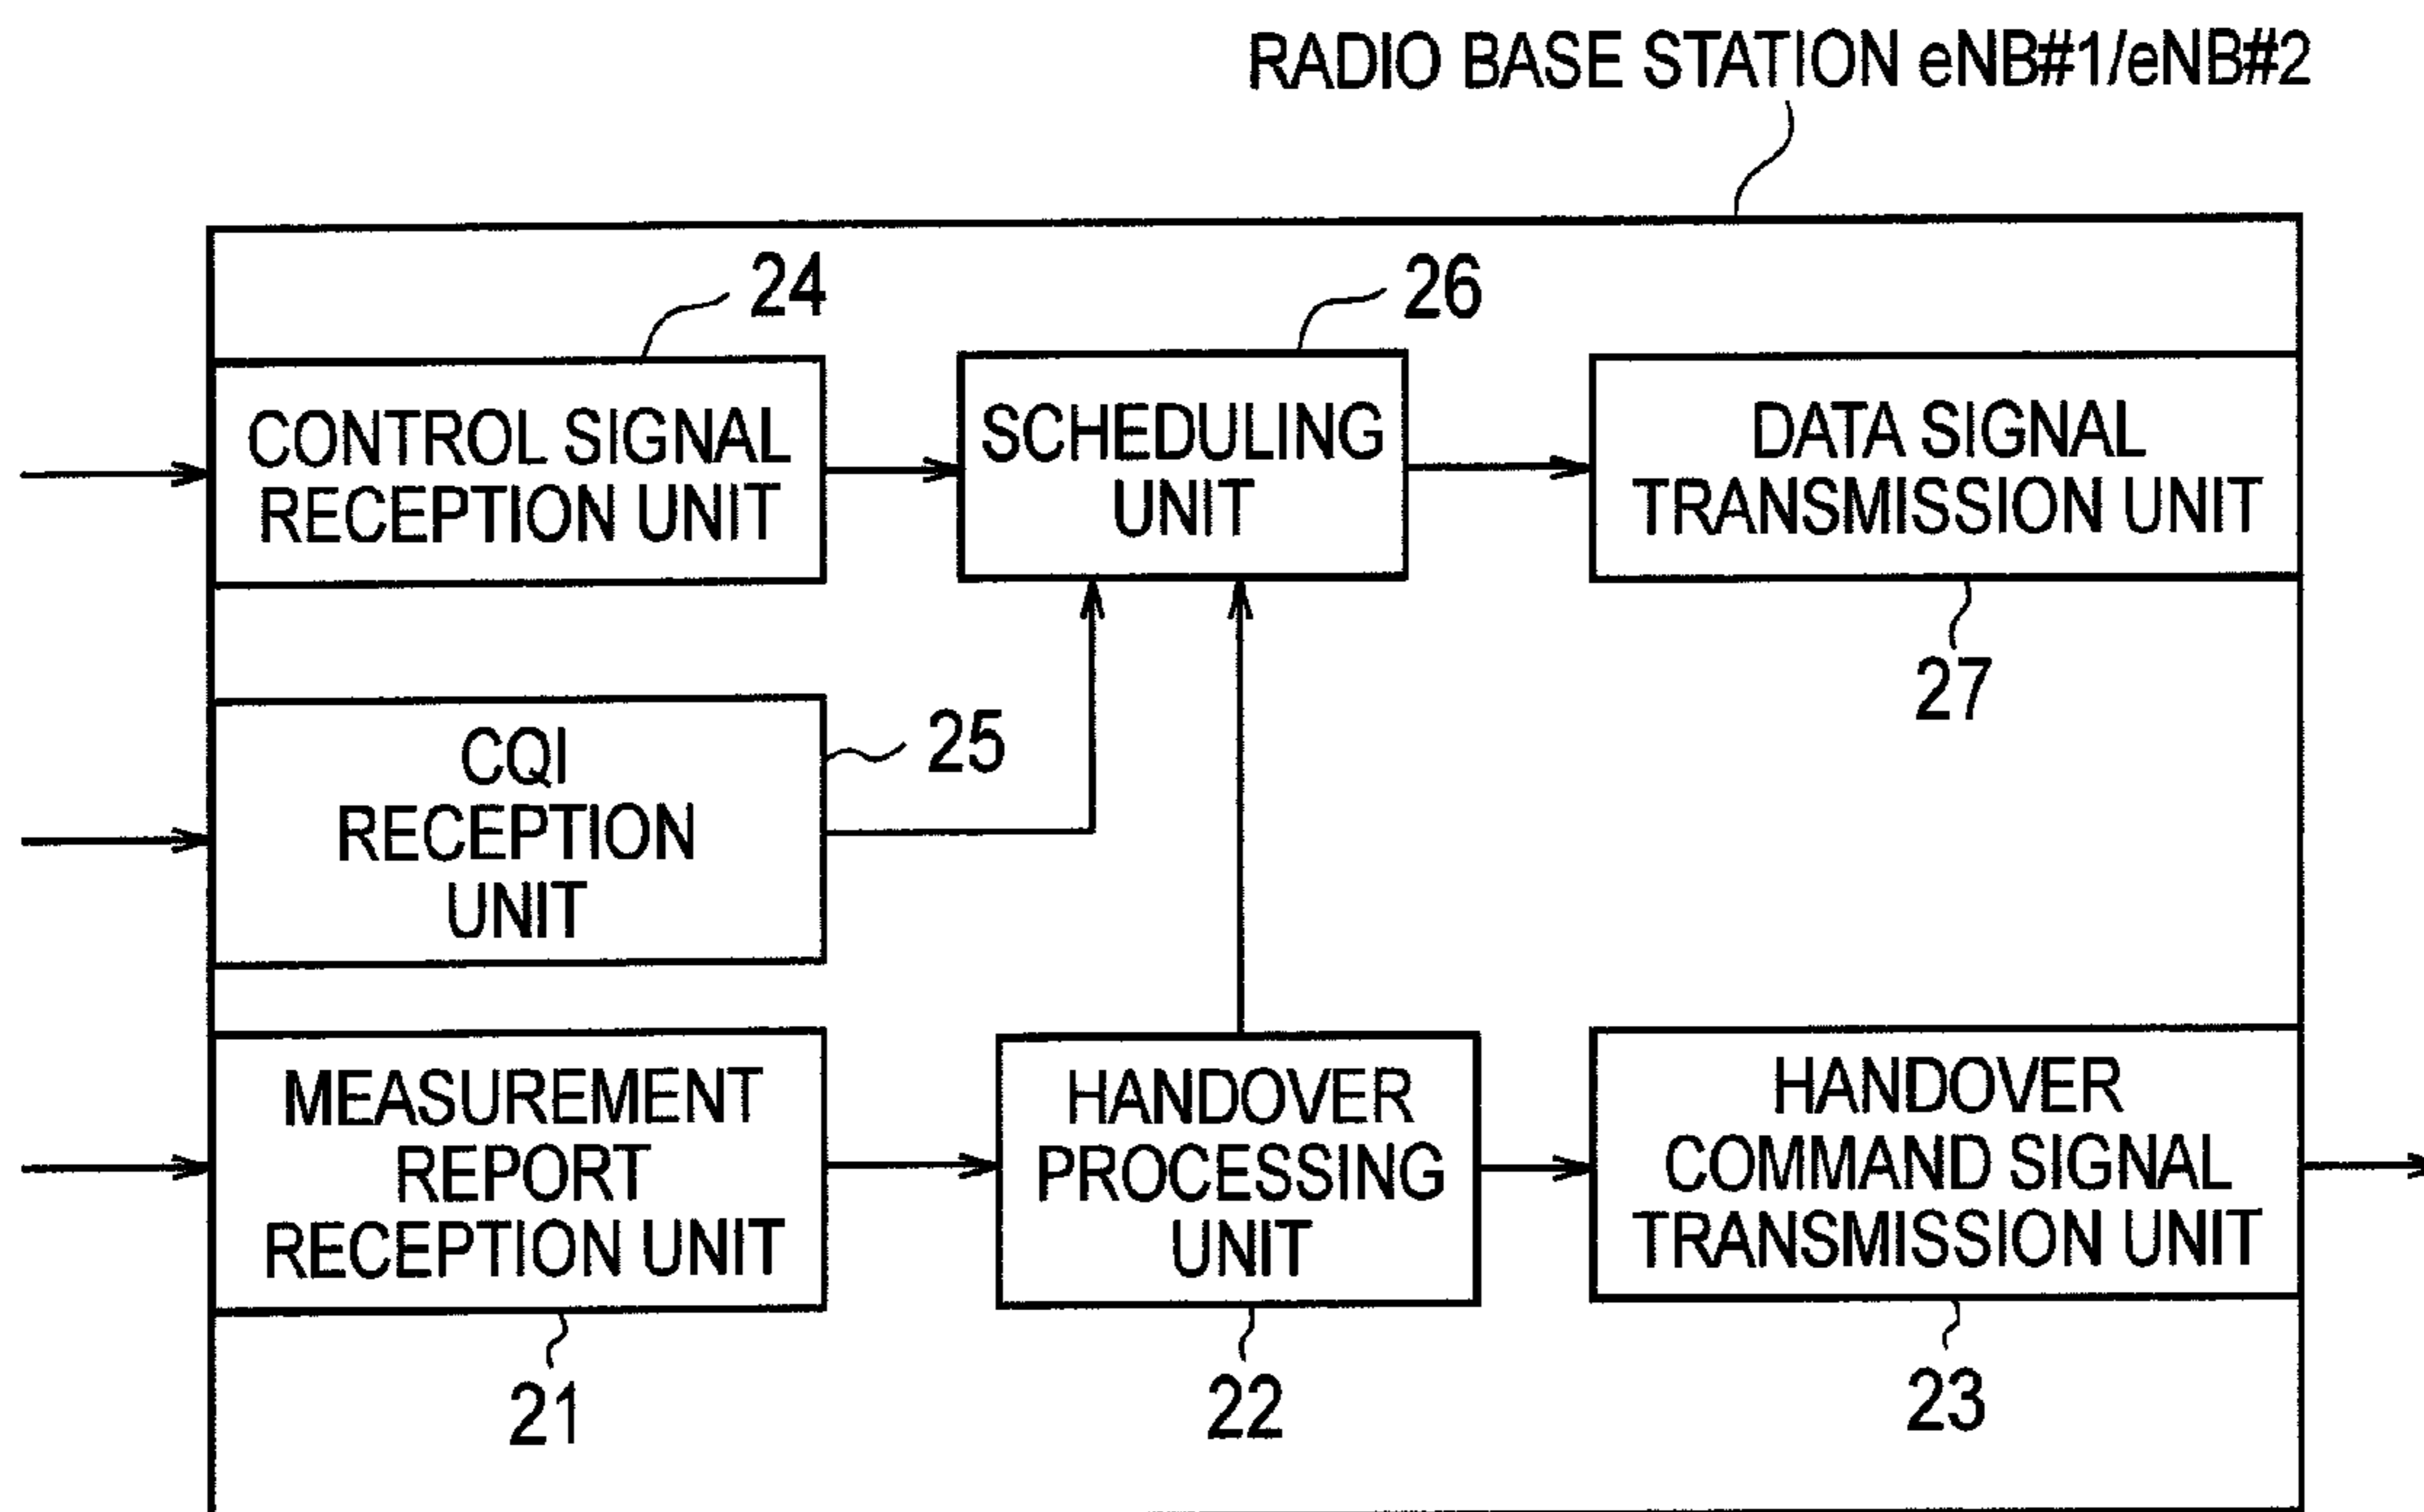 RADIO BASE STATION eNB#1/eNB#2
24
26
CONTROL SIGNAL
RECEPTION UNIT
SCHEDULING
UNIT
DATA SIGNAL
TRANSMISSION UNIT
27
CQI
RECEPTION
UNIT
25
MEASUREMENT
REPORT
RECEPTION UNIT
HANDOVER
PROCESSING
UNIT
HANDOVER
COMMAND SIGNAL
TRANSMISSION UNIT
21
22
23